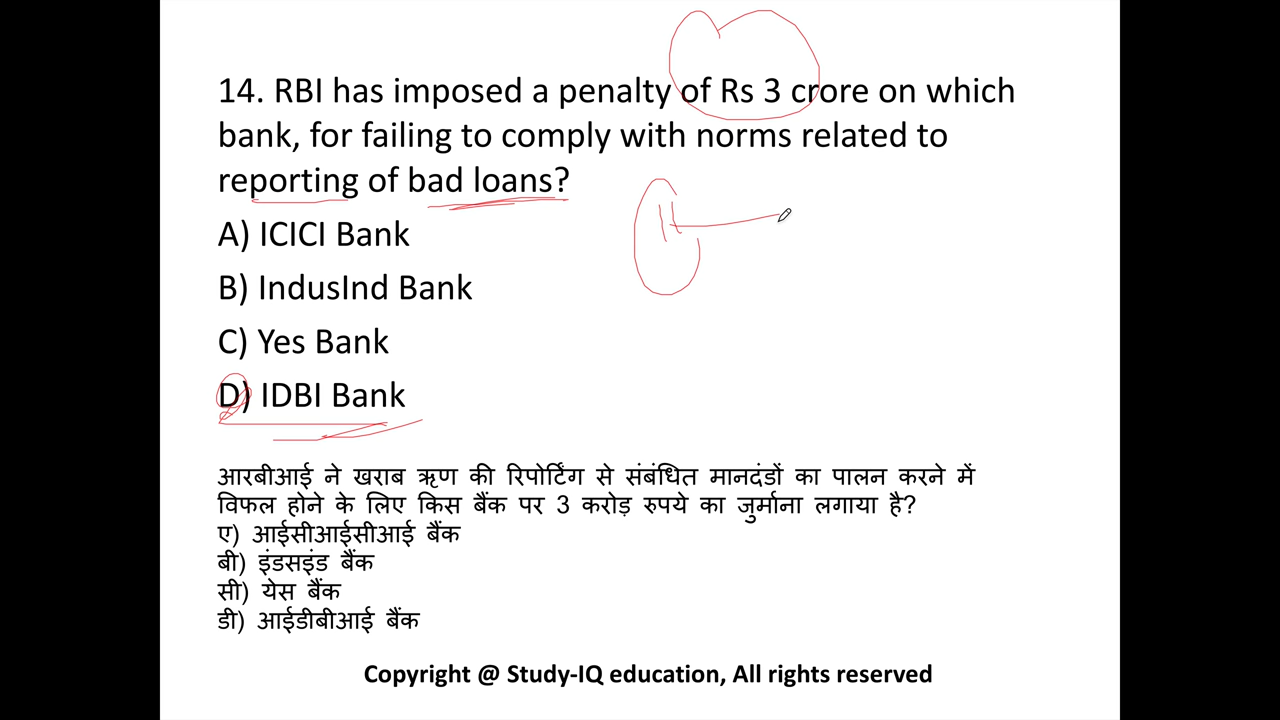 14. RBI has imposed a penalty of Rs 3 crore on which
bank, for failing to comply with norms related to
reporting of bad loans?
A) ICICI Bank
B) IndusInd Bank
C) Yes Bank
D) IDBI Bank
आरबीआई ने खराब ऋण की रिपोर्टिंग से संबंधित मानदंडों का पालन करने में
विफल होने के लिए किस बैंक पर 3 करोड़ रुपये का जुर्माना लगाया है?
ए) आईसीआईसीआई बैंक
बी) इंडसइंड बैंक
सी) येस बैंक
डी) आईडीबीआई बैंक
Copyright @ Study-IQ education, All rights reserved